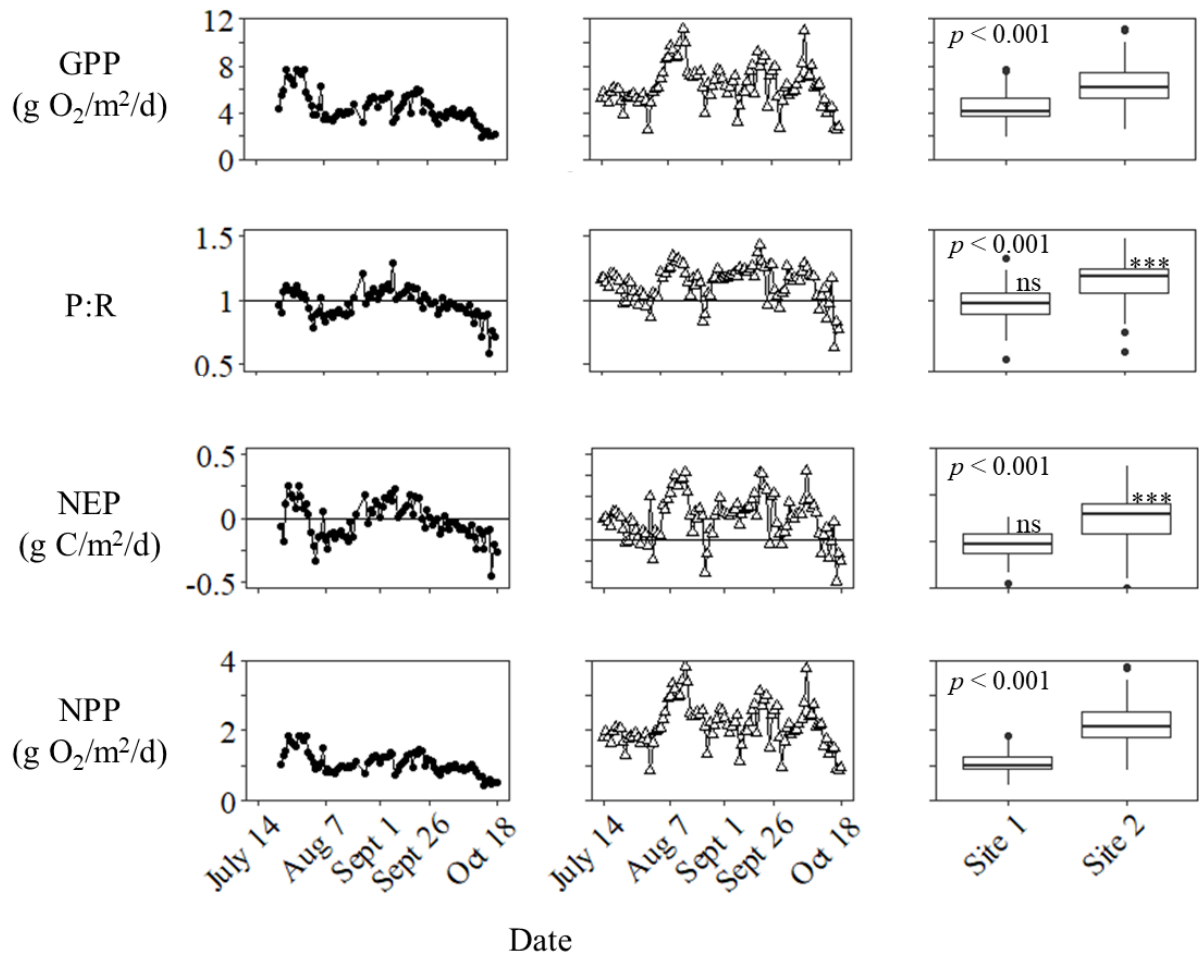 GPP
(g O₂/m²/d)
12
8
4
0
p < 0.001
P:R
1.5
1
0.5
p < 0.001
ns
***
NEP
(g C/m²/d)
0.5
0
-0.5
p < 0.001
ns
***
NPP
(g O₂/m²/d)
4
2
0
p < 0.001
July 14
Aug 7
Sept 1
Sept 26
Oct 18
July 14
Aug 7
Sept 1
Sept 26
Oct 18
Site 1
Site 2
Date